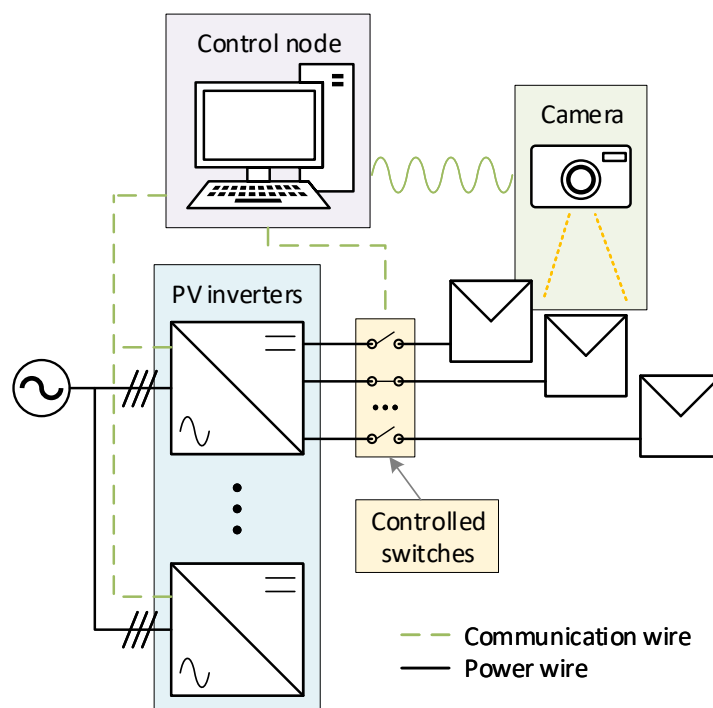 Control node
Camera
PV inverters
Controlled
switches
Communication wire
Power wire